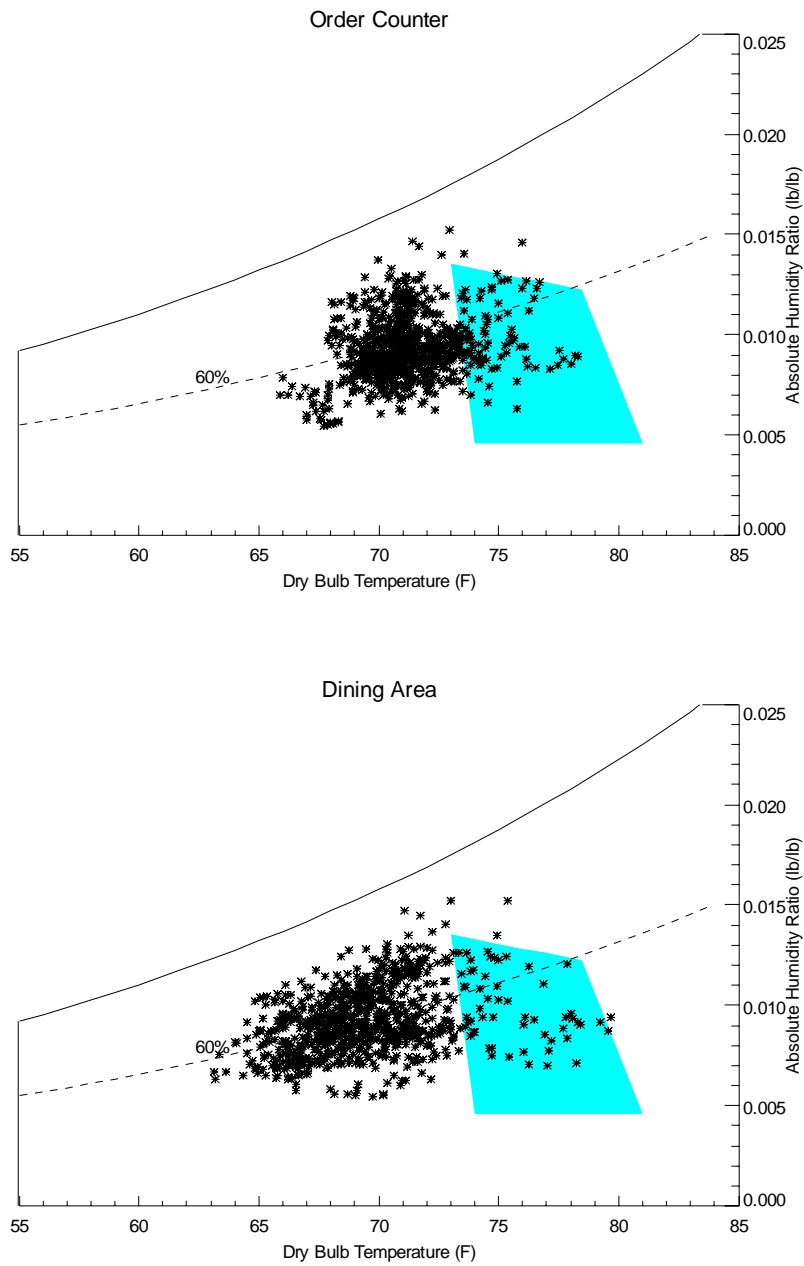 Order Counter
0.025
0.020
0.015
0.010
0.005
0.000
Absolute Humidity Ratio (lb/lb)
60%
55 60 65 70 75 80 85
Dry Bulb Temperature (F)
Dining Area
0.025
0.020
0.015
0.010
0.005
0.000
Absolute Humidity Ratio (lb/lb)
60%
55 60 65 70 75 80 85
Dry Bulb Temperature (F)